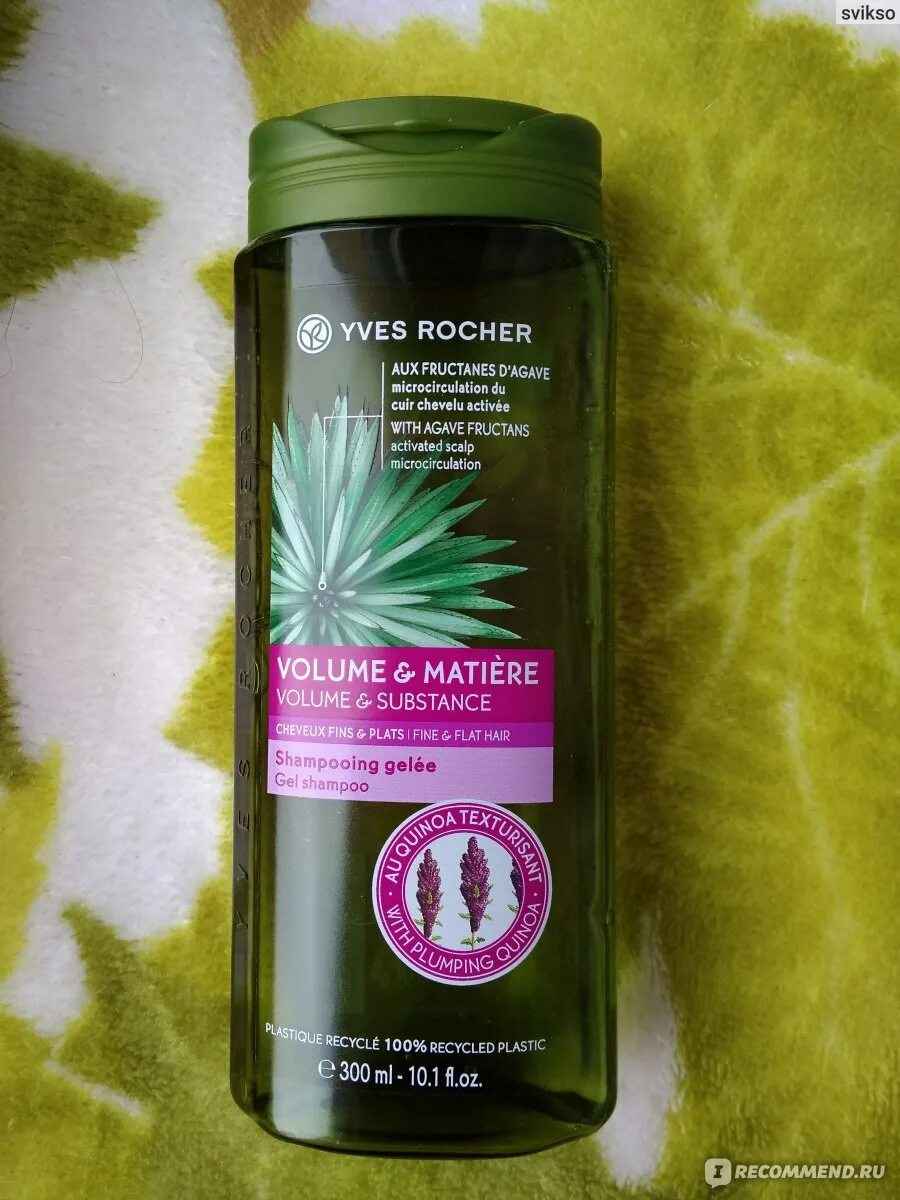 svikso
YVES ROCHER
AUX FRUCTANES D'AGAVE
microcirculation du
cuir chevelu activée
WITH AGAVE FRUCTANS
activated scalp
microcirculation
YVES ROCHER
VOLUME & MATIÈRE
VOLUME & SUBSTANCE
CHEVEUX FINS & PLATS | FINE & FLAT HAIR
Shampooing gelée
Gel shampoo
• AU QUINOA TEXTURISANT •
WITH PLUMPING QUINOA
PLASTIQUE RECYCLÉ 100% RECYCLED PLASTIC
℮ 300 ml - 10.1 fl.oz.
IRECOMMEND.RU